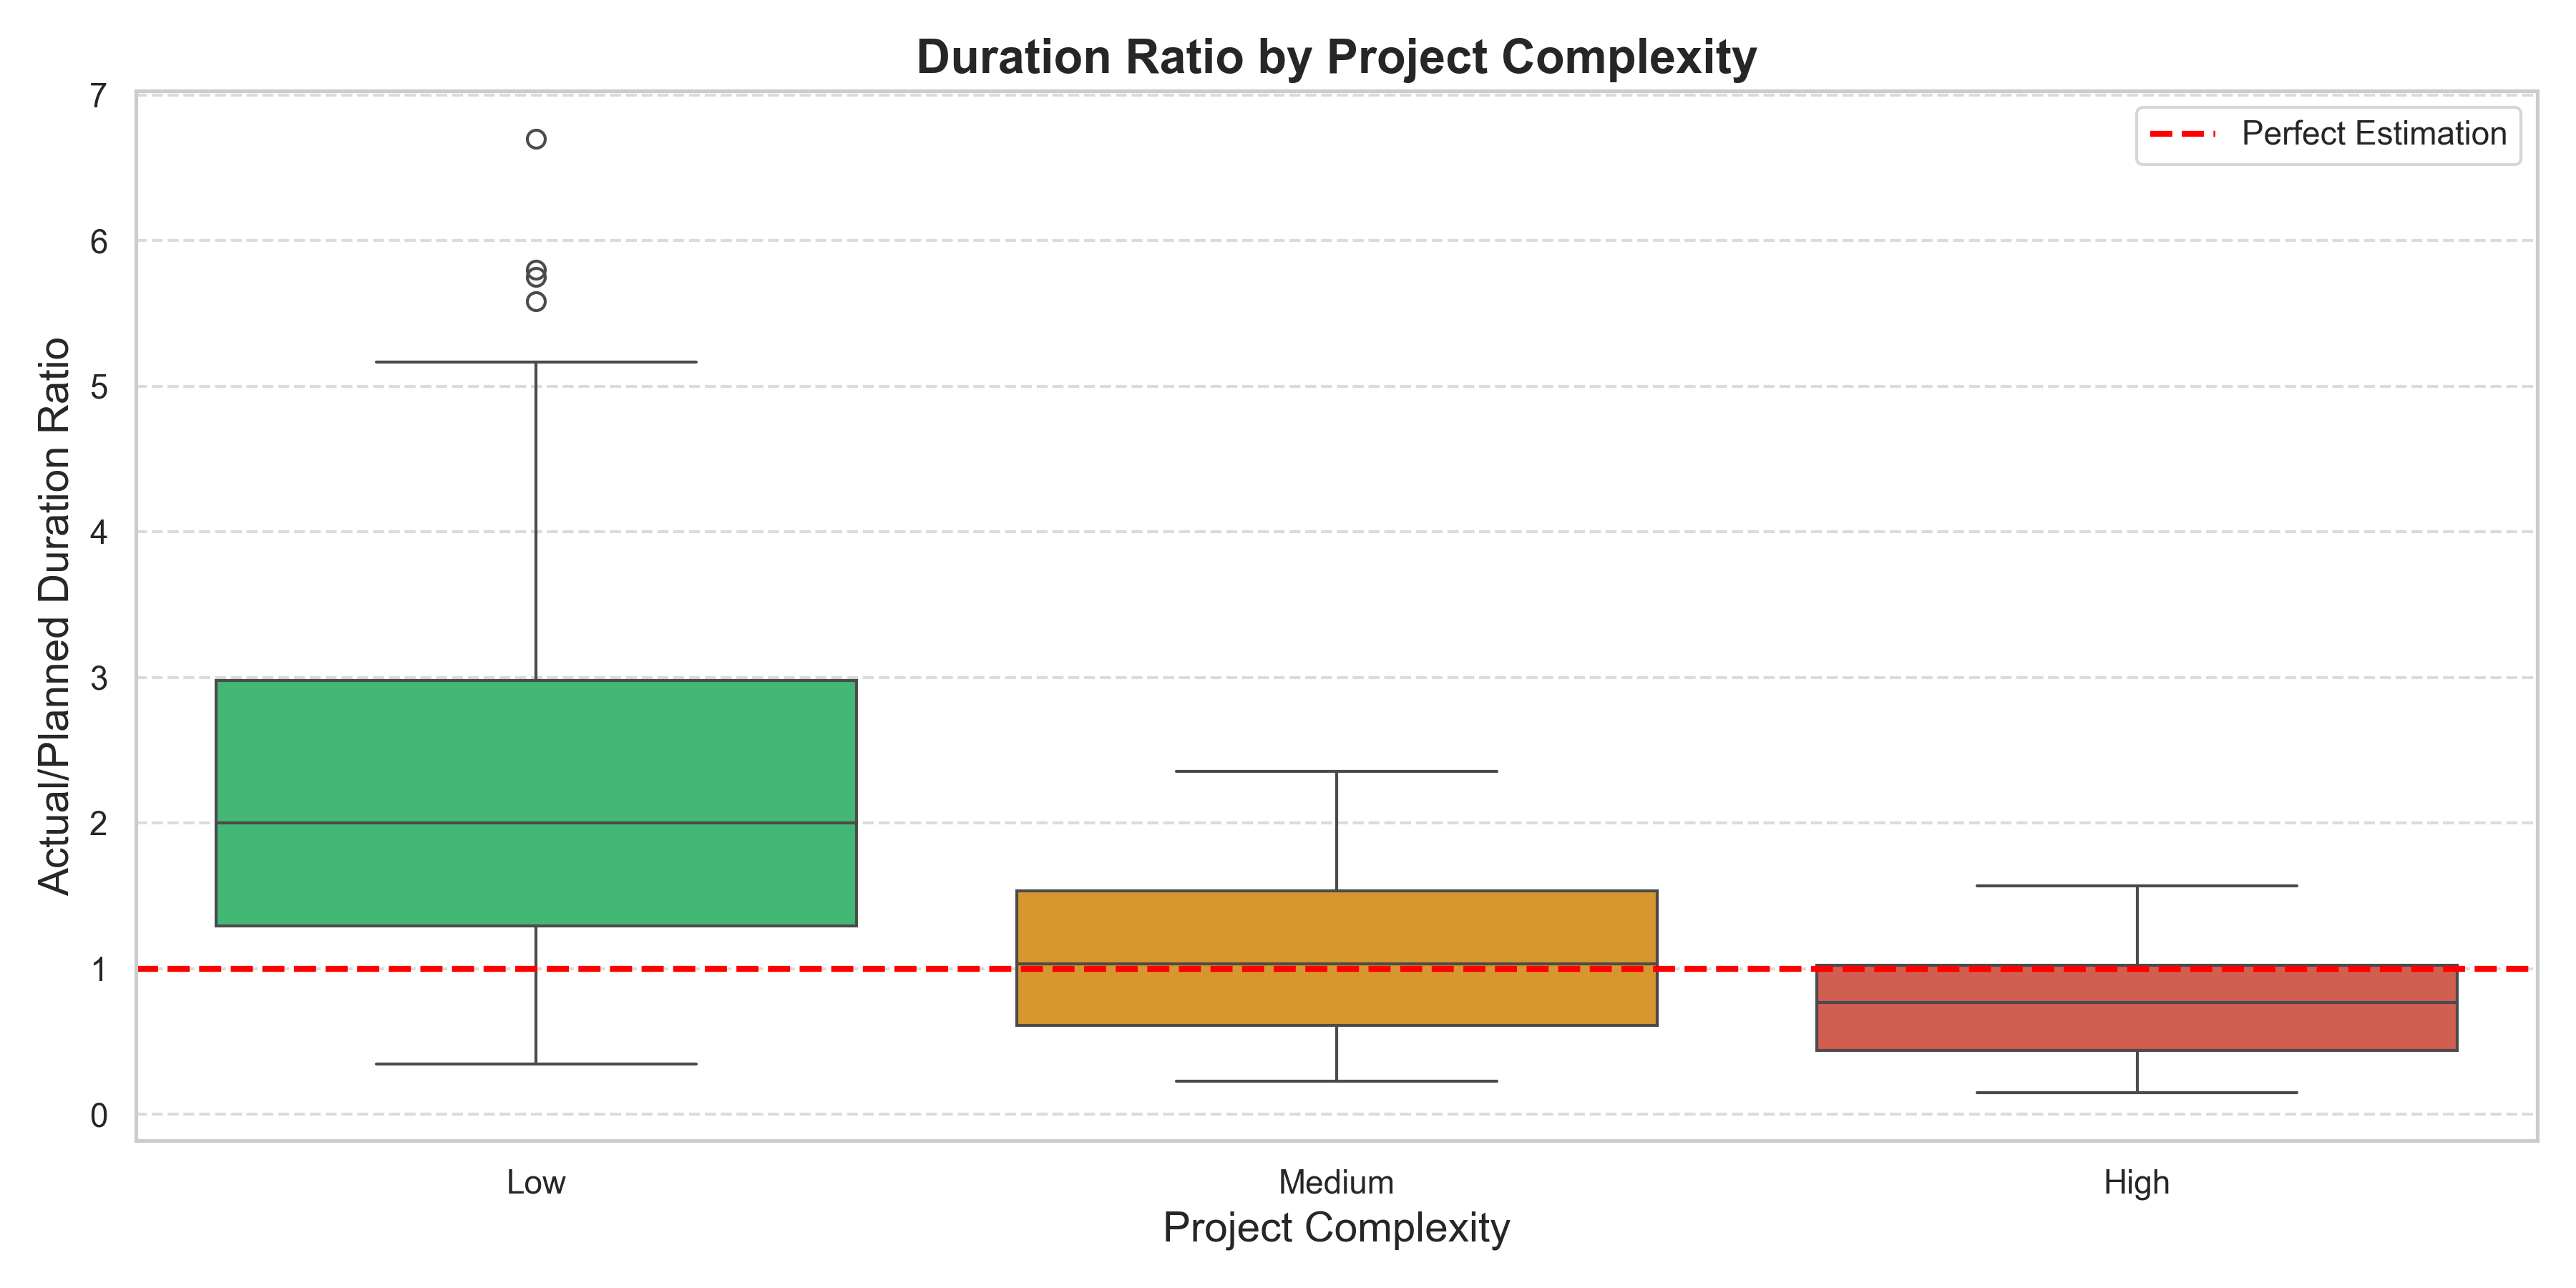 Duration Ratio by Project Complexity
Perfect Estimation
Actual/Planned Duration Ratio
7
6
5
4
3
2
1
0
Low
Medium
High
Project Complexity